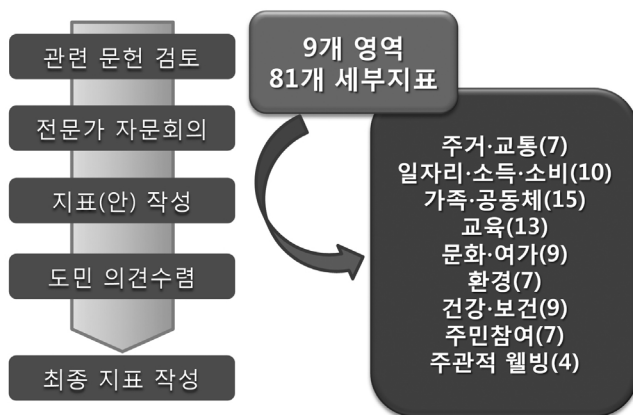 관련 문헌 검토
전문가 자문회의
지표(안) 작성
도민 의견수렴
최종 지표 작성
9개 영역
81개 세부지표
주거·교통(7)
일자리·소득·소비(10)
가족·공동체(15)
교육(13)
문화·여가(9)
환경(7)
건강·보건(9)
주민참여(7)
주관적 웰빙(4)